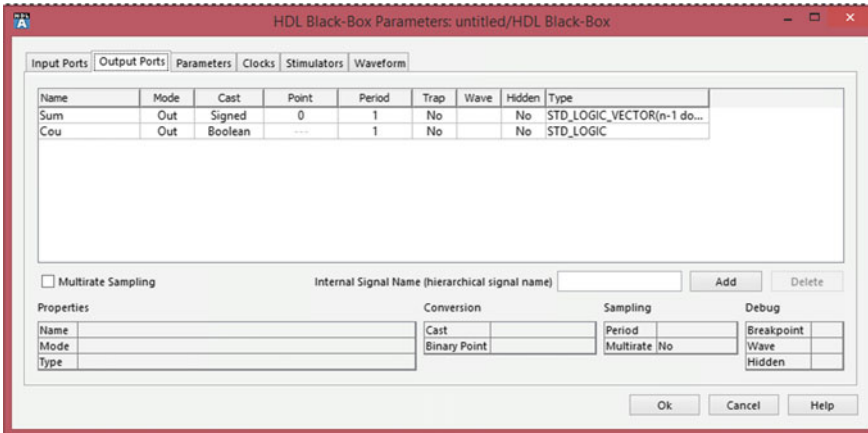 HDL Black-Box Parameters: untitled/HDL Black-Box
Input Ports Output Ports Parameters Clocks Stimulators Waveform
Name Mode Cast Point Period Trap Wave Hidden Type
Sum Out Signed 0 1 No No STD_LOGIC_VECTOR(n-1 do...
Cou Out Boolean --- 1 No No STD_LOGIC
Multirate Sampling Internal Signal Name (hierarchical signal name) Add Delete
Properties Conversion Sampling Debug
Name Cast Period Breakpoint
Mode Binary Point Multirate No Wave
Type Hidden
Ok Cancel Help